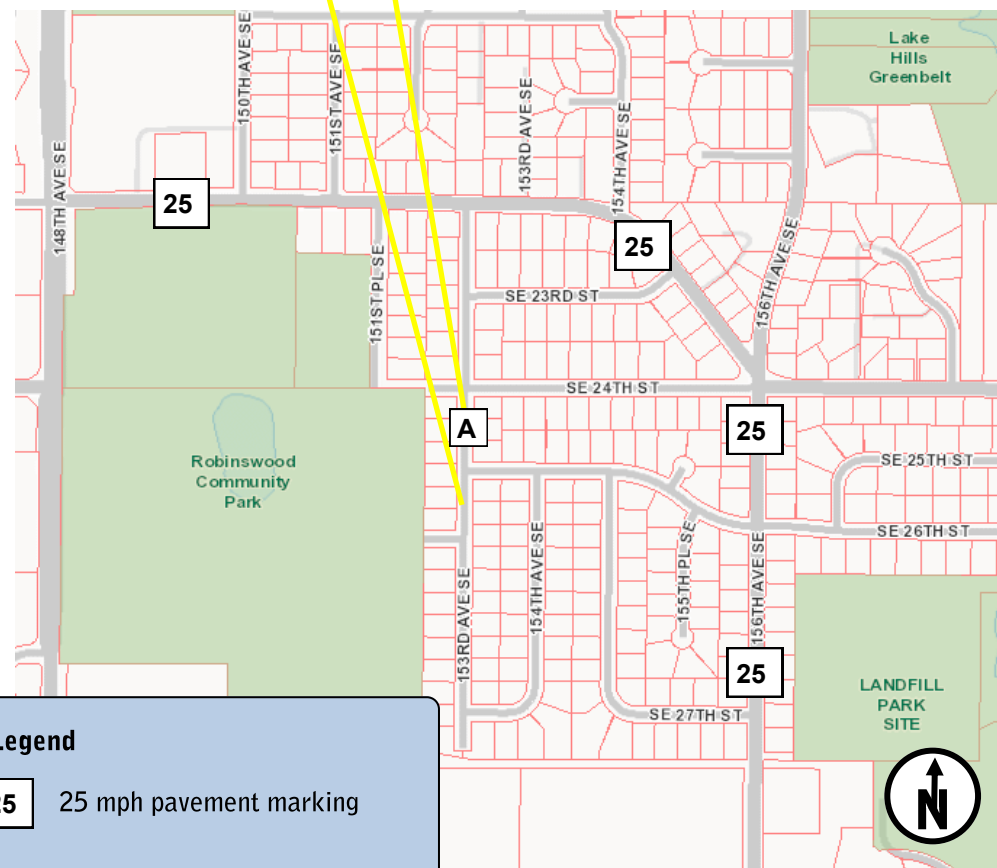 Lake
Hills
Greenbelt
150TH AVE SE
151ST AVE SE
153RD AVE SE
154TH AVE SE
148TH AVE SE
25
25
151ST PL SE
156TH AVE SE
SE 23RD ST
SE 24TH ST
A
25
Robinswood
Community
Park
SE 25TH ST
SE 26TH ST
153RD AVE SE
154TH AVE SE
155TH PL SE
156TH AVE SE
25
LANDFILL
PARK
SITE
SE 27TH ST
Legend
25 25 mph pavement marking
N